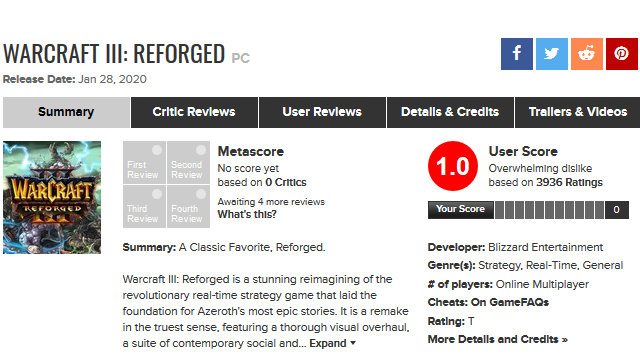 WARCRAFT III: REFORGED PC
Release Date: Jan 28, 2020
Summary
Critic Reviews
User Reviews
Details & Credits
Trailers & Videos
WARCRAFT
III
REFORGED
First
Review
Second
Review
Third
Review
Fourth
Review
Metascore
No score yet
based on 0 Critics
Awaiting 4 more reviews
What's this?
1.0
User Score
Overwhelming dislike
based on 3936 Ratings
Your Score
0
Summary: A Classic Favorite, Reforged.
Warcraft III: Reforged is a stunning reimagining of the
revolutionary real-time strategy game that laid the
foundation for Azeroth's most epic stories. It is a remake
in the truest sense, featuring a thorough visual overhaul,
a suite of contemporary social and... Expand
Developer: Blizzard Entertainment
Genre(s): Strategy, Real-Time, General
# of players: Online Multiplayer
Cheats: On GameFAQs
Rating: T
More Details and Credits »